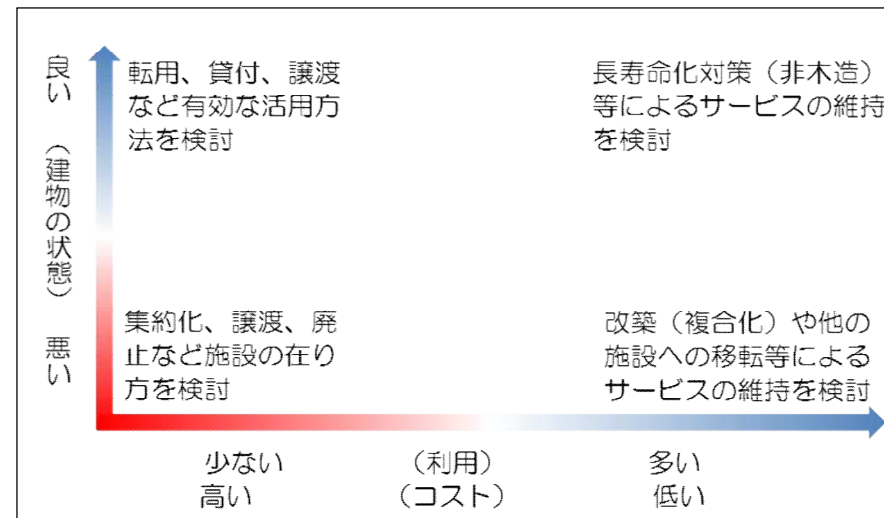 良い （建物の状態） 悪い
転用、貸付、譲渡
など有効な活用方
法を検討
長寿命化対策（非木造）
等によるサービスの維持
を検討
集約化、譲渡、廃
止など施設の在り
方を検討
改築（複合化）や他の
施設への移転等による
サービスの維持を検討
少ない （利用） 多い
高い （コスト） 低い